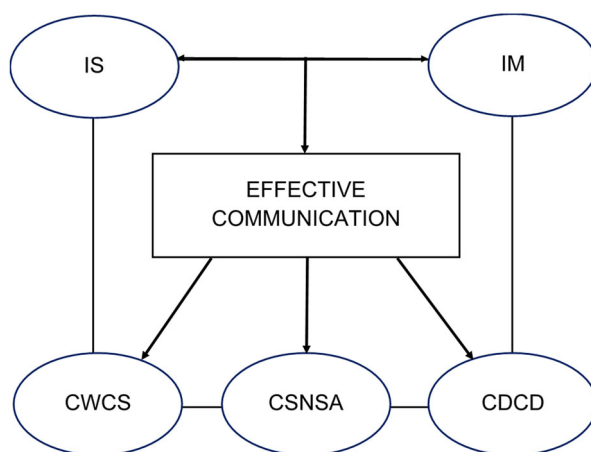 IS
IM
EFFECTIVE
COMMUNICATION
CWCS
CSNSA
CDCD